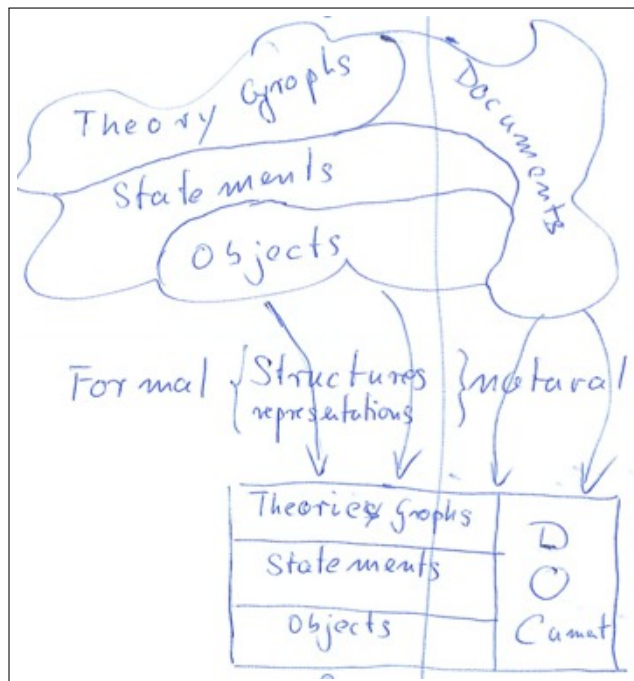 Theory Graphs
Documents
Statements
Objects
Formal { Structures } natural
{ representations
Theories Graphs
Statements
Objects
D
O
Cumat